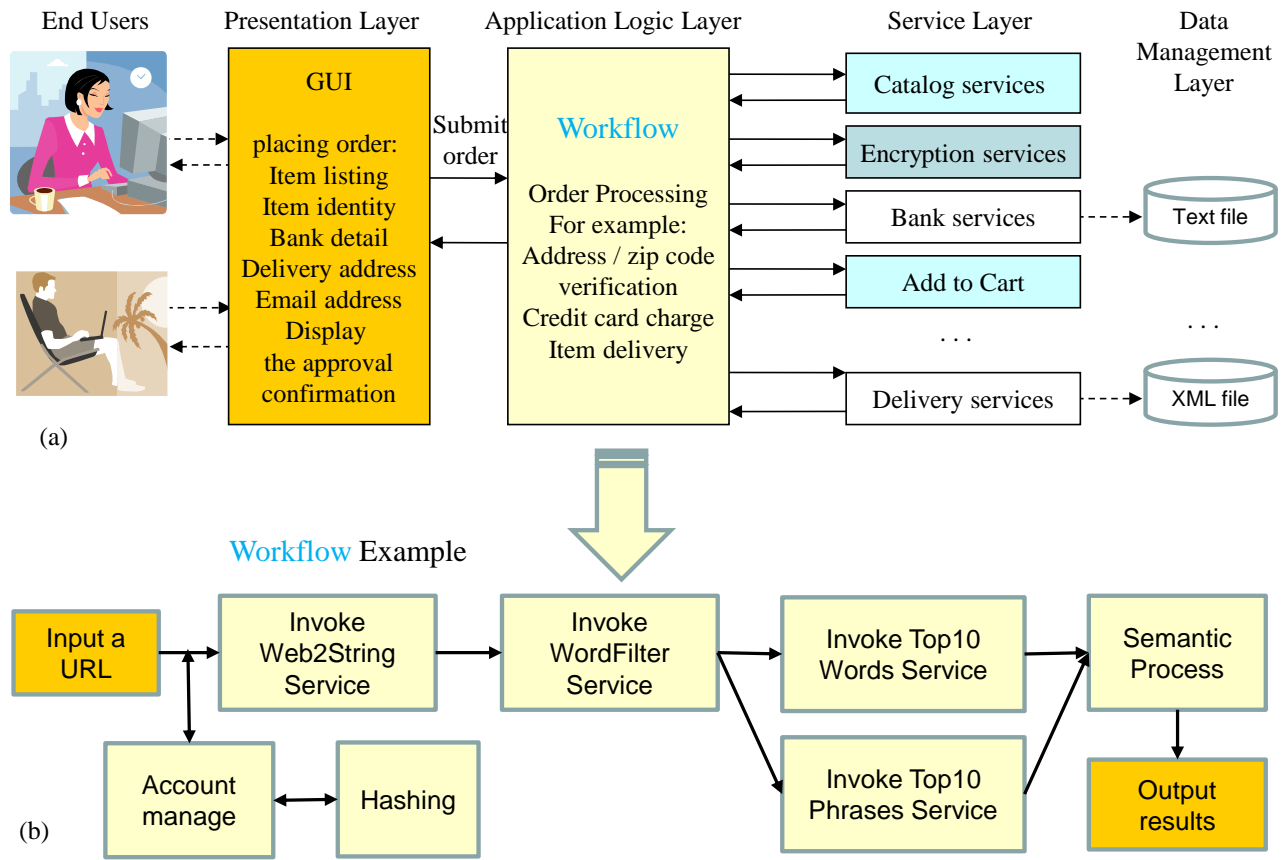 End Users
Presentation Layer
Application Logic Layer
Service Layer
Data
Management
Layer
GUI
placing order:
Item listing
Item identity
Bank detail
Delivery address
Email address
Display
the approval
confirmation
Submit
order
Workflow
Order Processing
For example:
Address / zip code
verification
Credit card charge
Item delivery
Catalog services
Encryption services
Bank services
Add to Cart
. . .
Delivery services
Text file
. . .
XML file
(a)
Workflow Example
Input a
URL
Invoke
Web2String
Service
Invoke
WordFilter
Service
Invoke Top10
Words Service
Semantic
Process
Account
manage
Hashing
Invoke Top10
Phrases Service
Output
results
(b)